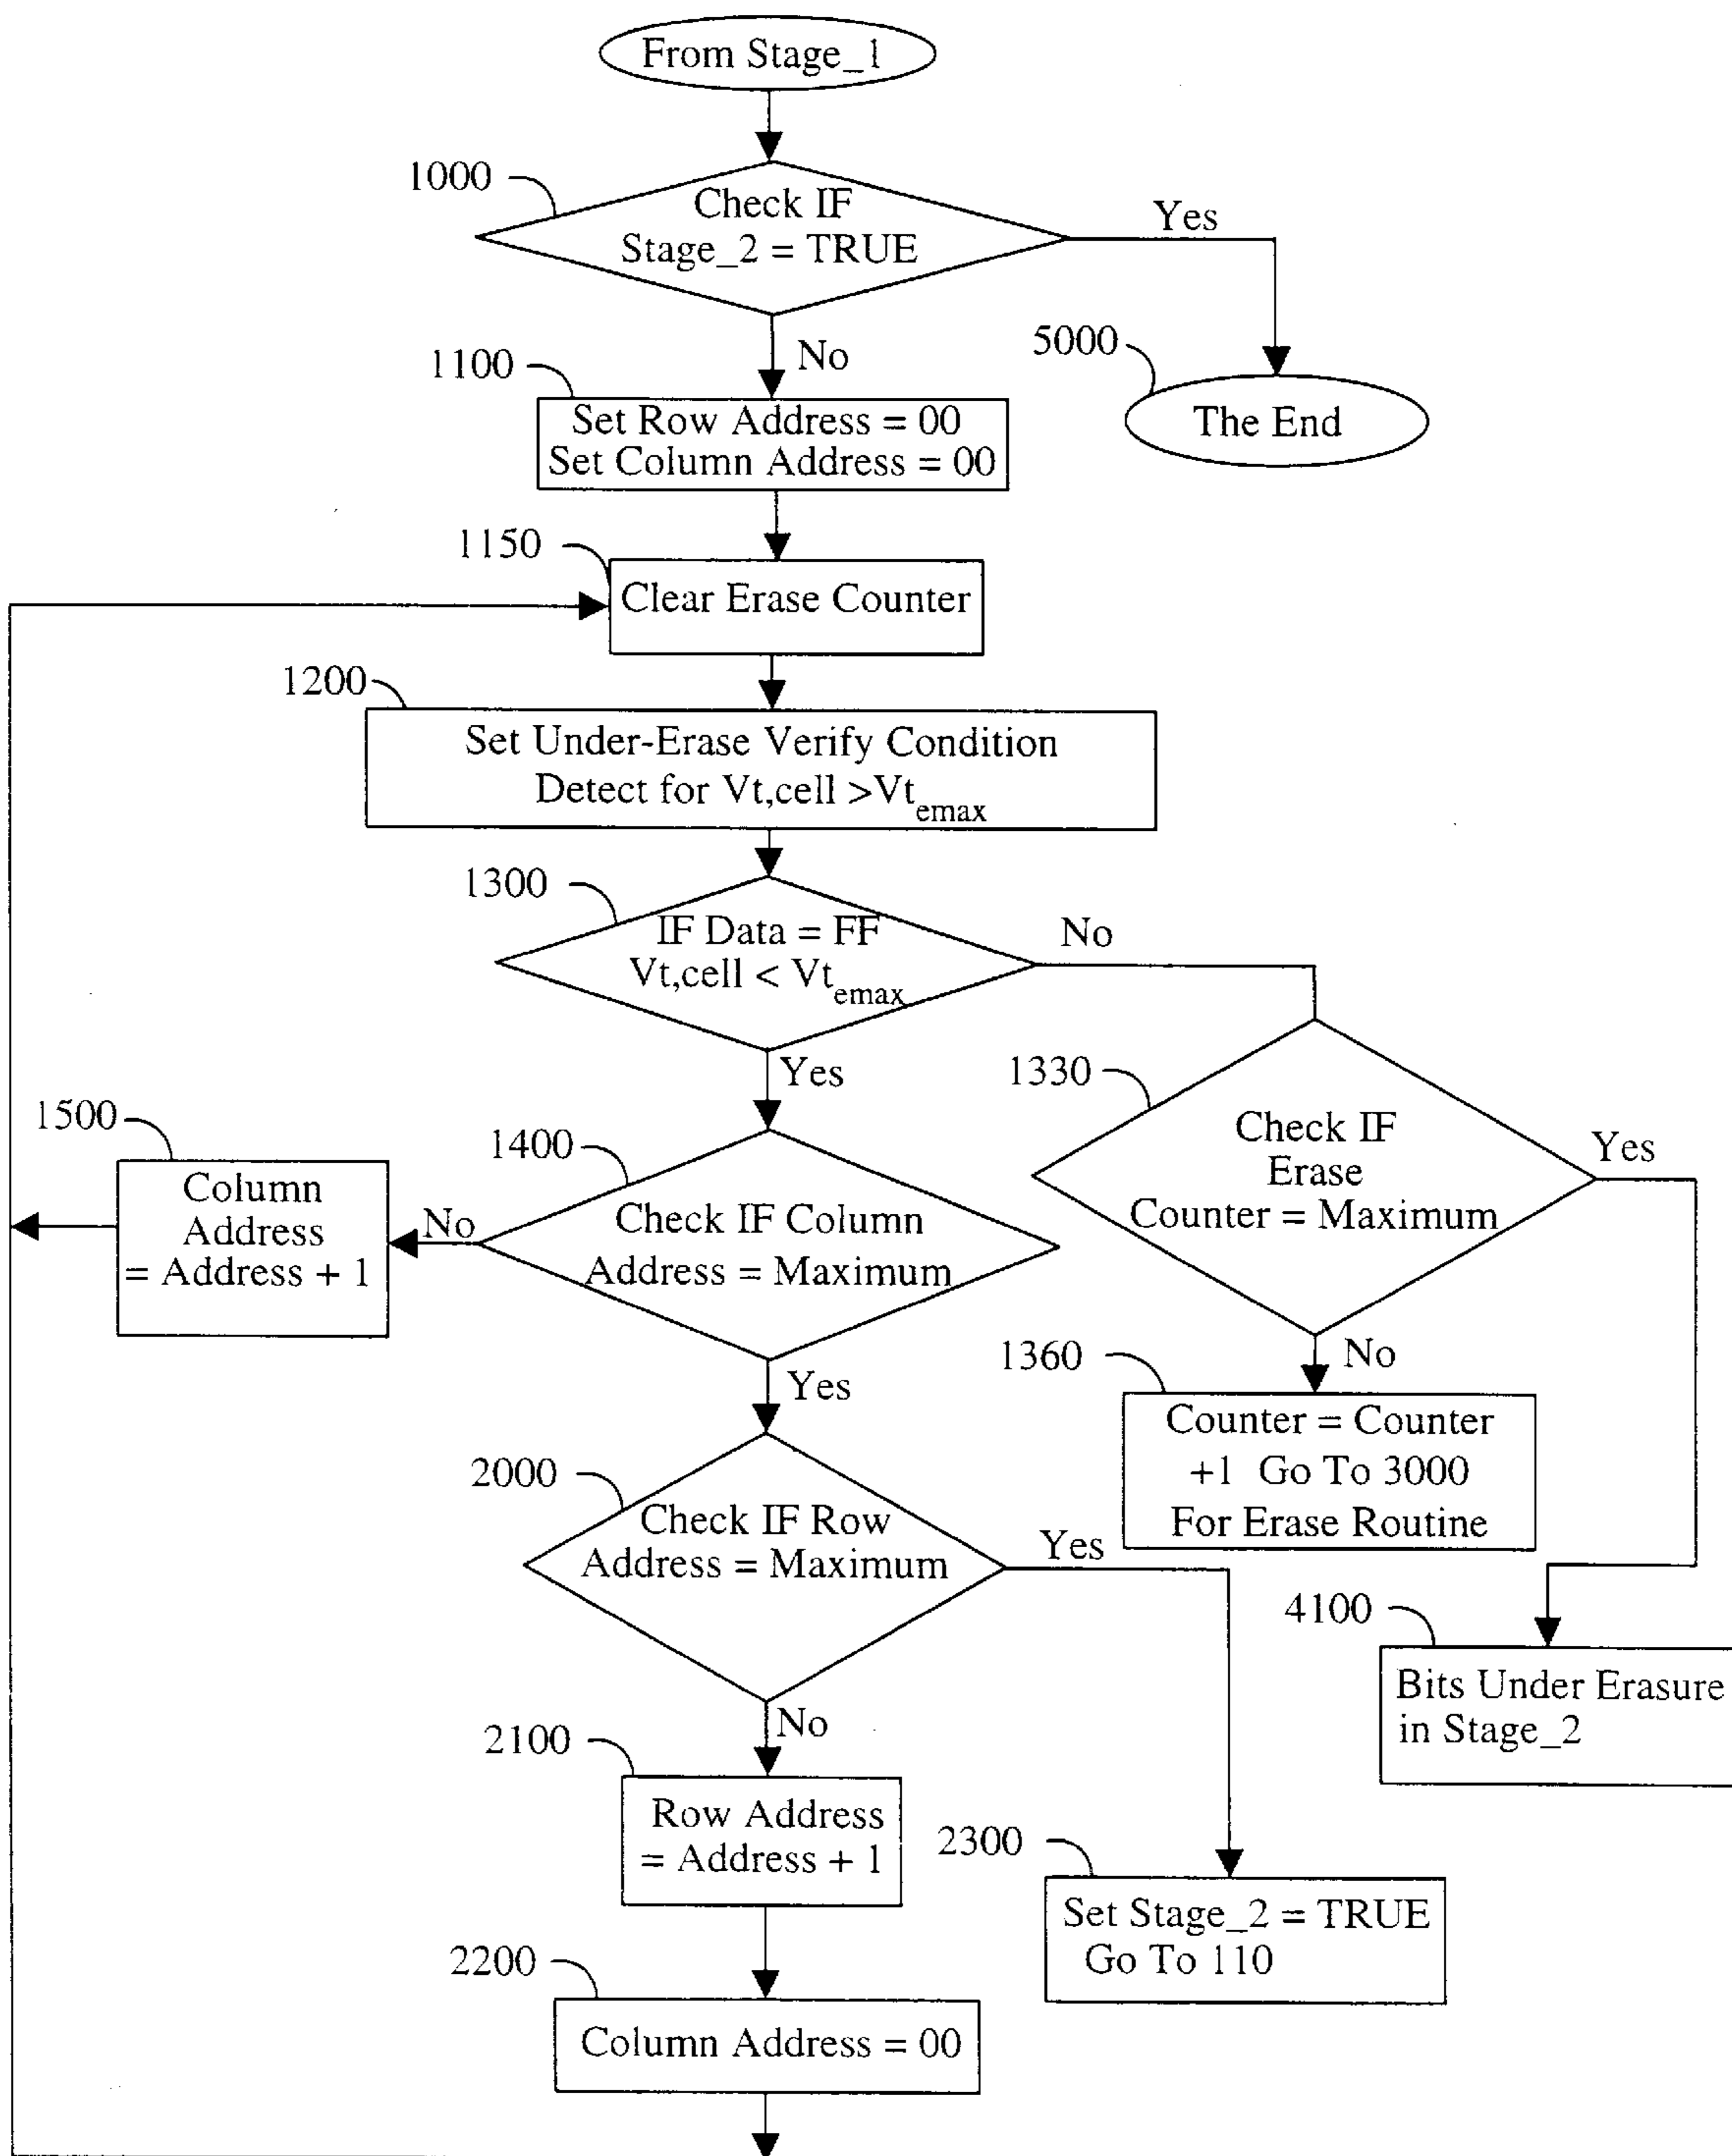 From Stage_1
1000
Check IF
Stage_2 = TRUE
Yes
No
5000
The End
1100
Set Row Address = 00
Set Column Address = 00
1150
Clear Erase Counter
1200
Set Under-Erase Verify Condition
Detect for Vt,cell >Vt emax
1300
IF Data = FF
Vt,cell < Vt emax
No
Yes
1330
Check IF
Erase
Counter = Maximum
Yes
No
1400
Check IF Column
Address = Maximum
No
Yes
1500
Column
Address
= Address + 1
1360
Counter = Counter
+1 Go To 3000
For Erase Routine
2000
Check IF Row
Address = Maximum
Yes
No
4100
Bits Under Erasure
in Stage_2
2100
Row Address
= Address + 1
2300
Set Stage_2 = TRUE
Go To 110
2200
Column Address = 00